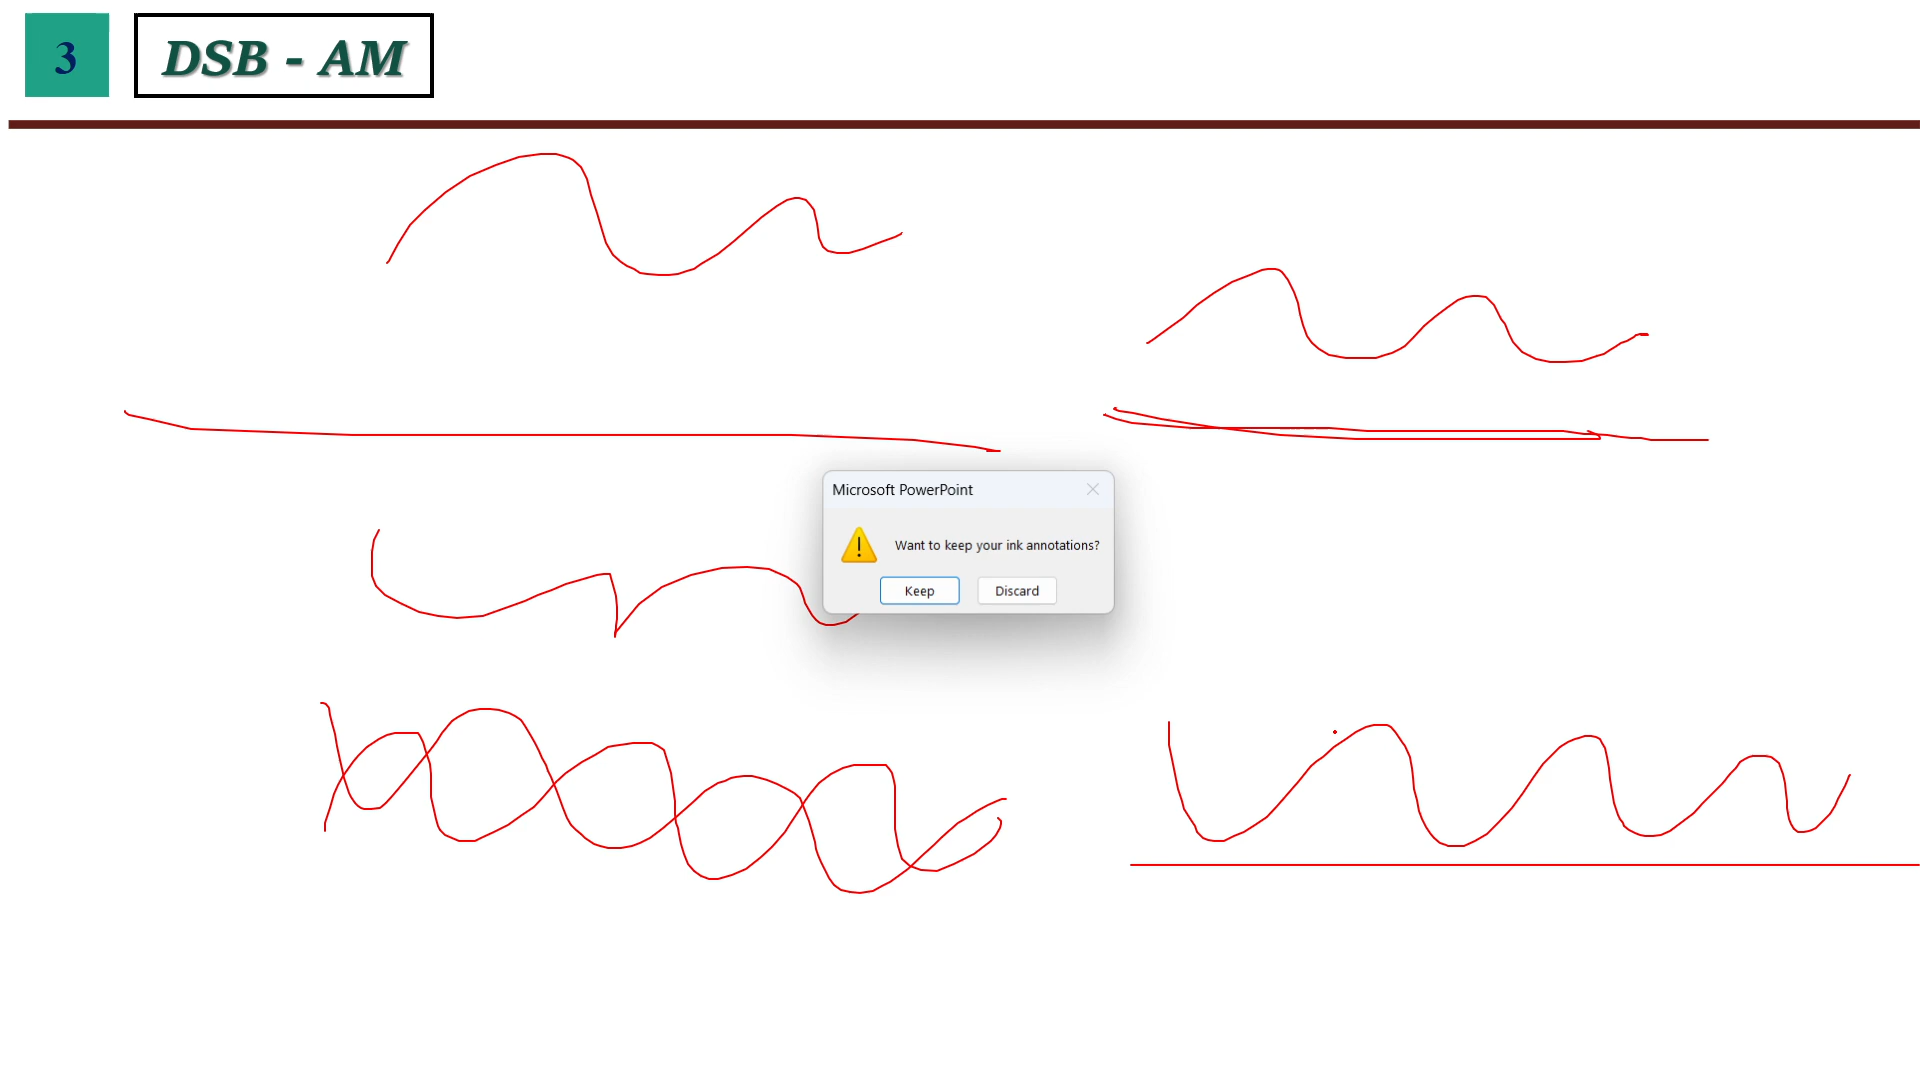 3
DSB - AM
Microsoft PowerPoint
Want to keep your ink annotations?
Keep
Discard